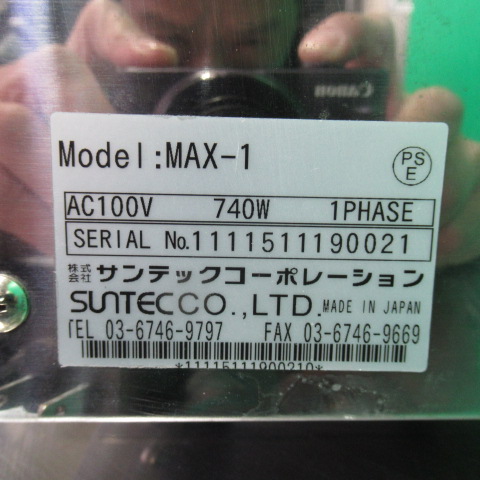 Canon
Model:MAX-1
PS
E
AC100V 740W 1PHASE
SERIAL No.1111511190021
株式
会社 サンテックコーポレーション
SUNTECCO.,LTD. MADE IN JAPAN
TEL 03-6746-9797 FAX 03-6746-9669
*11115111900210*